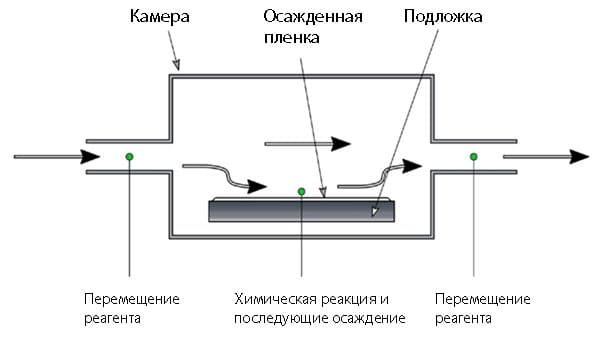 Камера
Осажденная
пленка
Подложка
Перемещение
реагента
Химическая реакция и
последующие осаждение
Перемещение
реагента